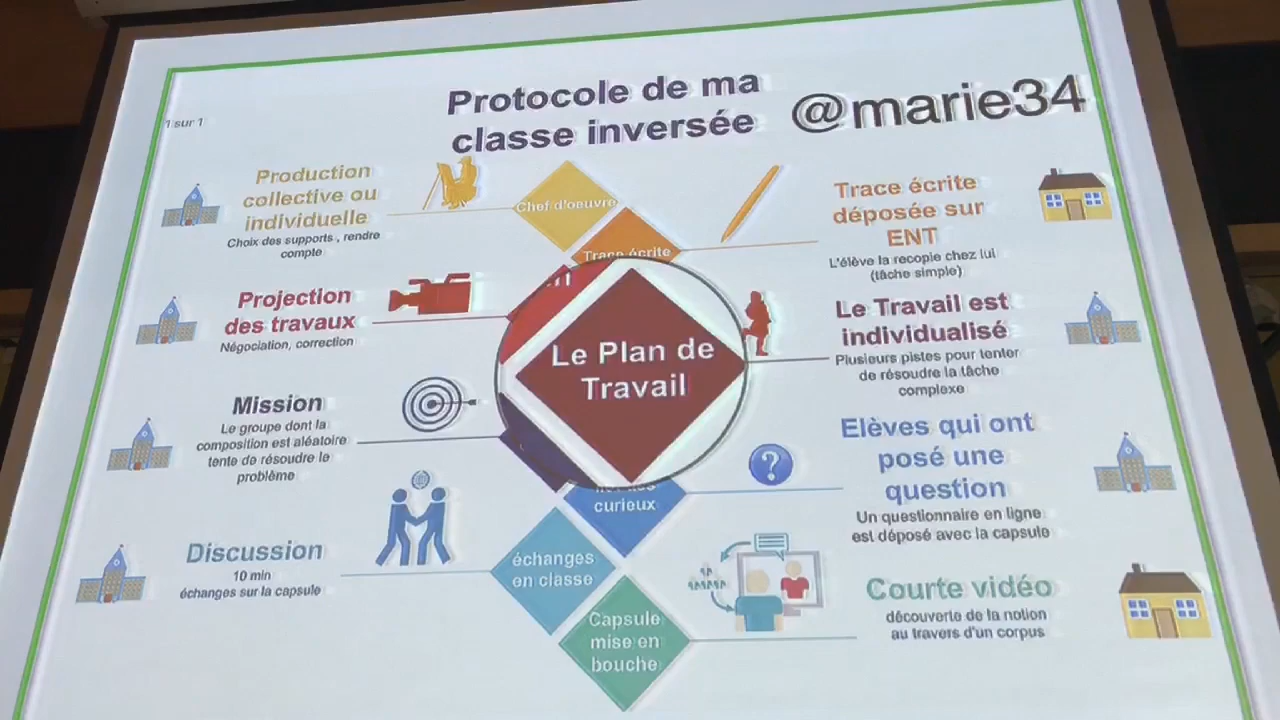 1 sur 1
Protocole de ma
classe inversée
@marie34
Production
collective ou
individuelle
Choix des supports , rendre
compte
Chef d'oeuvre
Trace écrite
déposée sur
ENT
L'élève la recopie chez lui
(tâche simple)
Trace écrite
Projection
des travaux
Négociation, correction
Le Travail est
individualisé
Plusieurs pistes pour tenter
de résoudre la tâche
complexe
Le Plan de
Travail
Mission
Le groupe dont la
composition est aléatoire
tente de résoudre le
problème
Elèves qui ont
posé une
question
Un questionnaire en ligne
est déposé avec la capsule
curieux
Discussion
10 min
échanges sur la capsule
échanges
en classe
Courte vidéo
découverte de la notion
au travers d'un corpus
Capsule
mise en
bouche